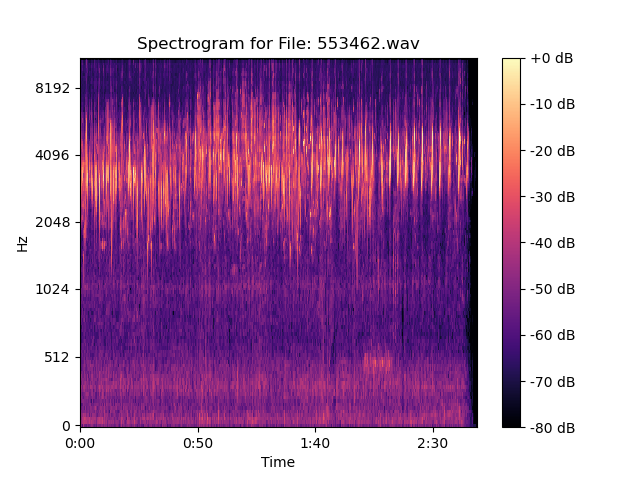 Spectrogram for File: 553462.wav
Hz
8192
4096
2048
1024
512
0
0:00
0:50
1:40
2:30
Time
+0 dB
-10 dB
-20 dB
-30 dB
-40 dB
-50 dB
-60 dB
-70 dB
-80 dB